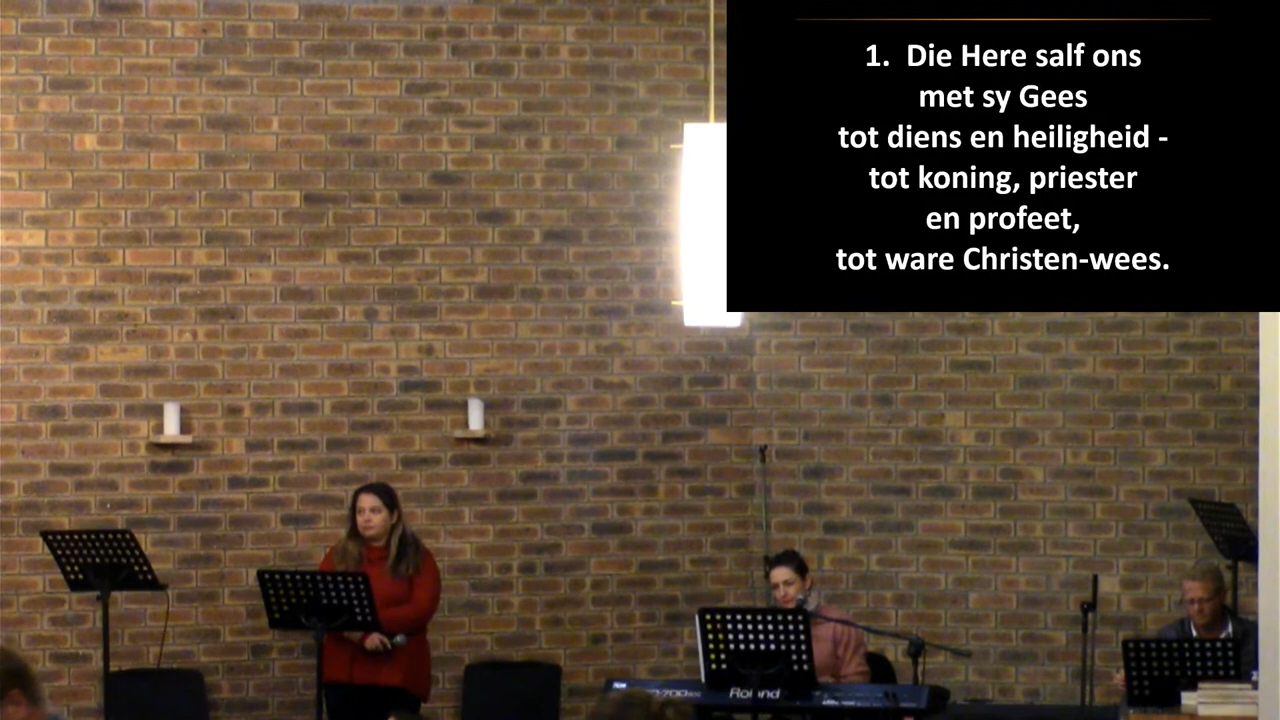 1. Die Here salf ons
met sy Gees
tot diens en heiligheid -
tot koning, priester
en profeet,
tot ware Christen-wees.
Roland